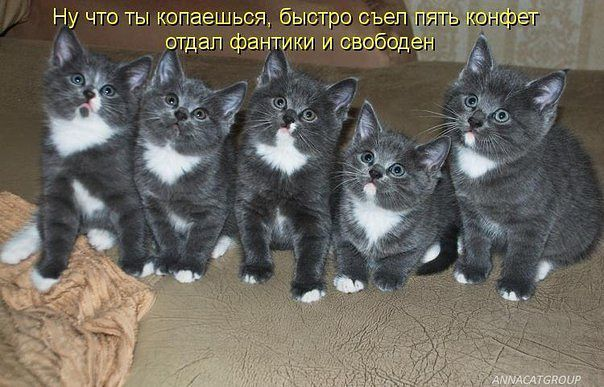 Ну что ты копаешься, быстро съел пять конфет
отдал фантики и свободен
ANNACATGROUP